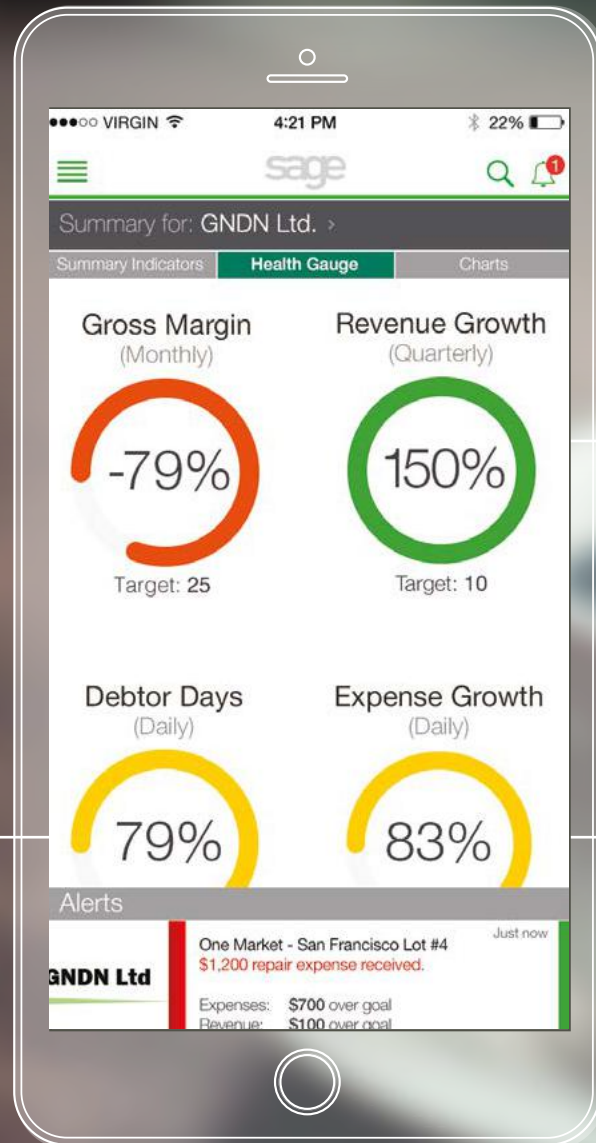 VIRGIN 4:21 PM 22%
sage
1
Summary for: GNDN Ltd. >
Summary Indicators Health Gauge Charts
Gross Margin Revenue Growth
(Monthly) (Quarterly)
-79% 150%
Target: 25 Target: 10
Debtor Days Expense Growth
(Daily) (Daily)
79% 83%
Alerts
Just now
One Market - San Francisco Lot #4
$1,200 repair expense received.
GNDN Ltd
Expenses: $700 over goal
Revenue: $100 over goal